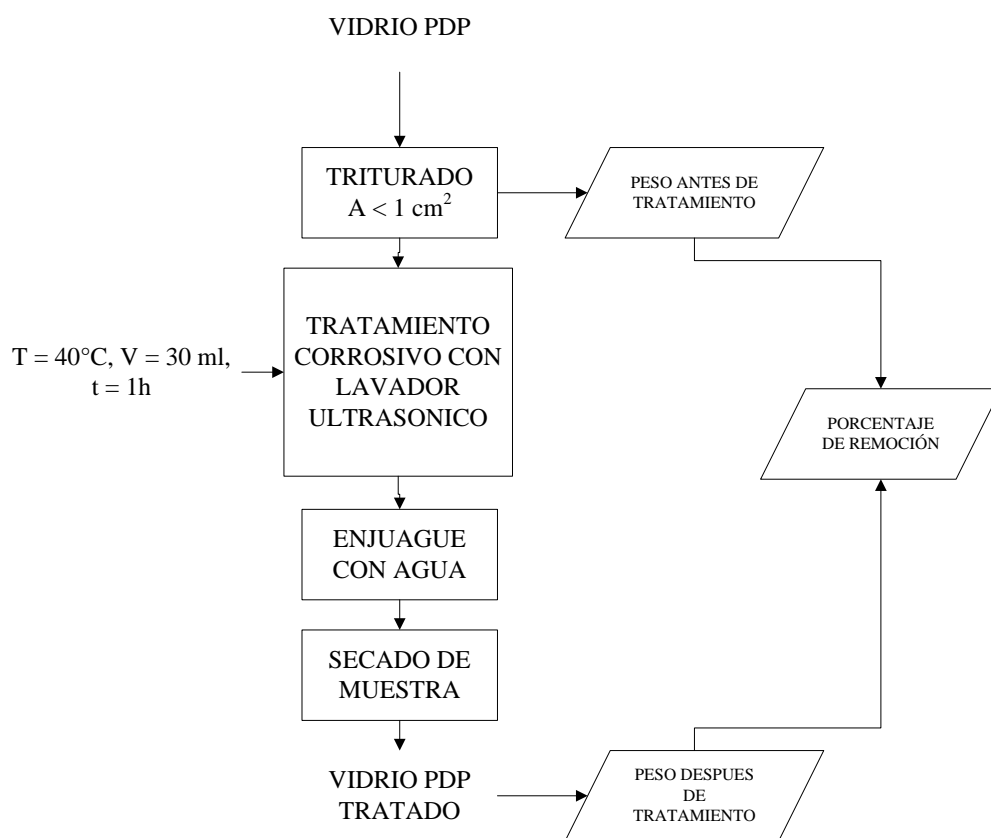 VIDRIO PDP
TRITURADO
A < 1 cm²
PESO ANTES DE
TRATAMIENTO
TRATAMIENTO
CORROSIVO CON
LAVADOR
ULTRASONICO
T = 40°C, V = 30 ml,
t = 1h
PORCENTAJE
DE REMOCIÓN
ENJUAGUE
CON AGUA
SECADO DE
MUESTRA
VIDRIO PDP
TRATADO
PESO DESPUES
DE
TRATAMIENTO